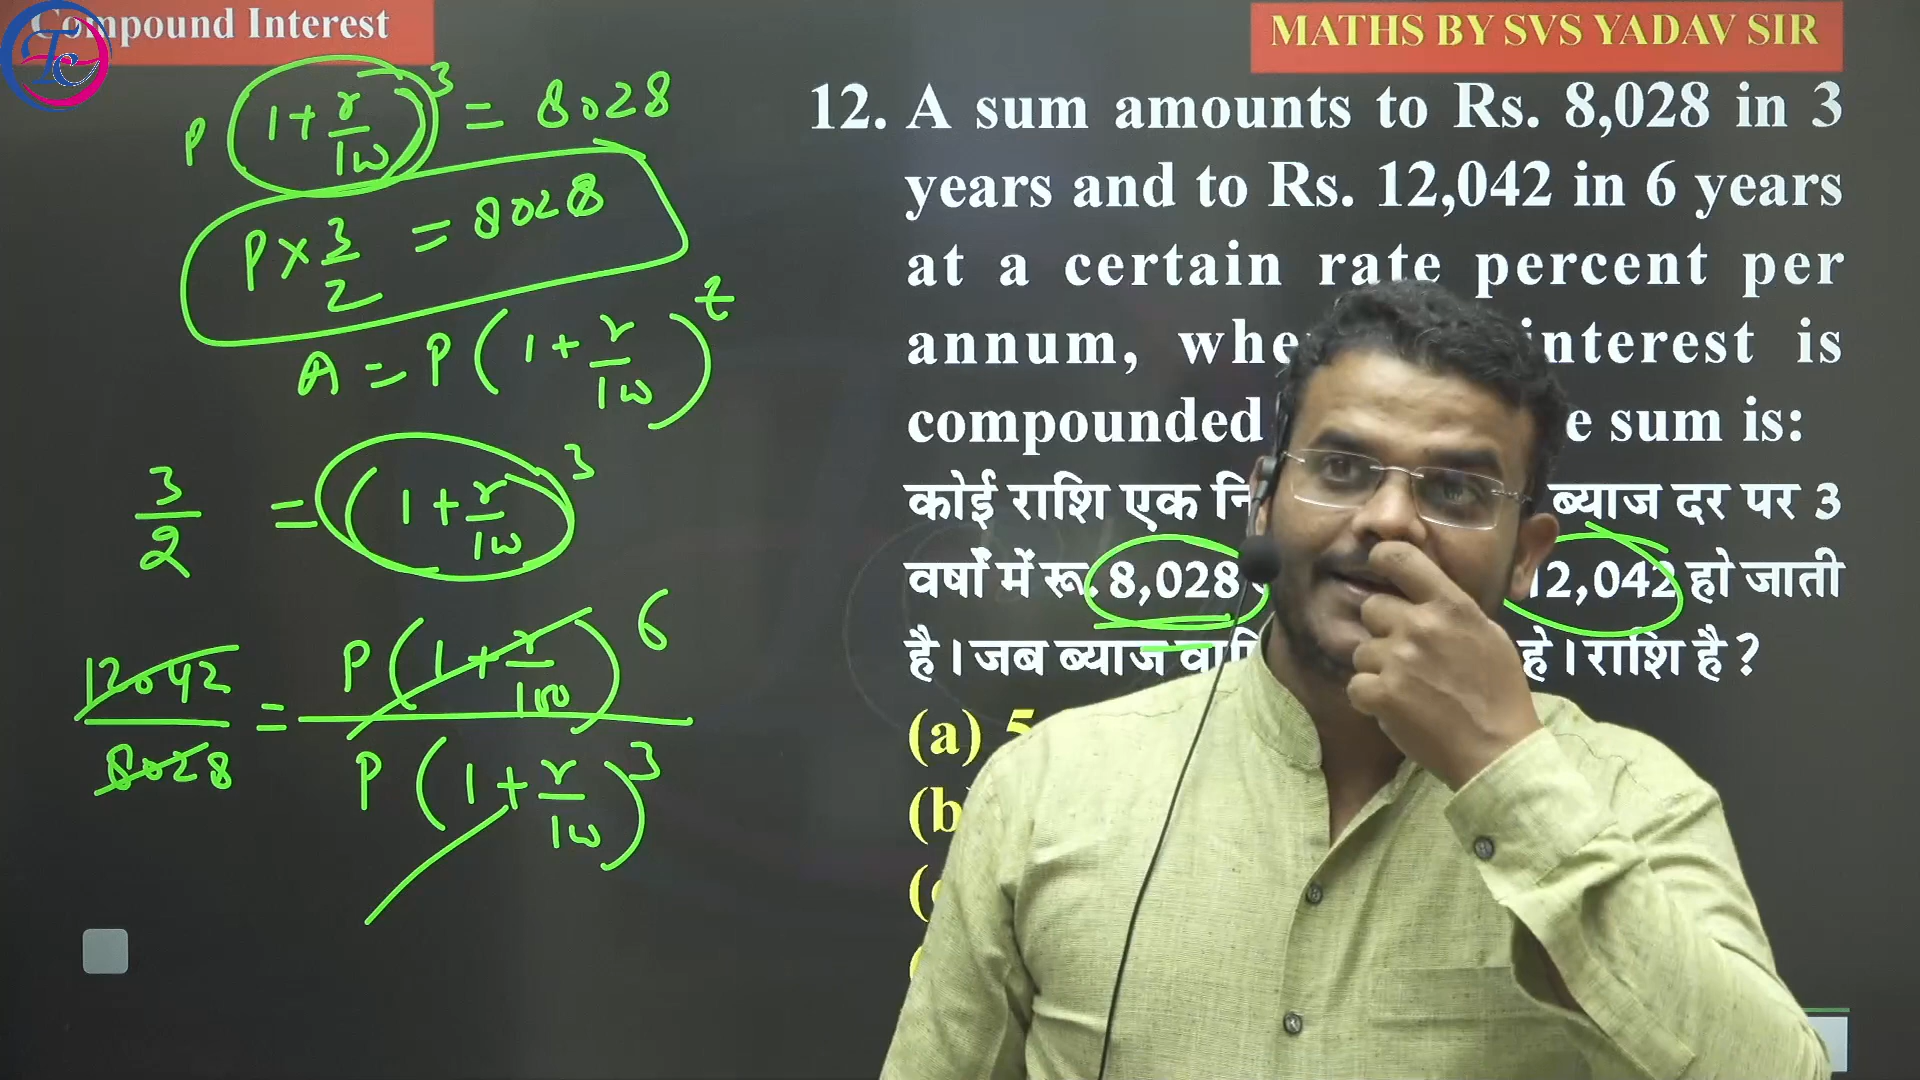 Compound Interest
Tc
MATHS BY SVS YADAV SIR
P (1 + r/100)^3 = 8028
P × 3/2 = 8028
A = P (1 + r/100)^t
3/2 = (1 + r/100)^3
12042/8028 = P (1 + r/100)^6 / P (1 + r/100)^3
12. A sum amounts to Rs. 8,028 in 3
years and to Rs. 12,042 in 6 years
at a certain rate percent per
annum, interest is
compounded sum is:
कोई राशि एक ब्याज दर पर 3
वर्षों में रू. 8,028 12,042 हो जाती
है। जब ब्याज है। राशि है?
(a) 5
(b)